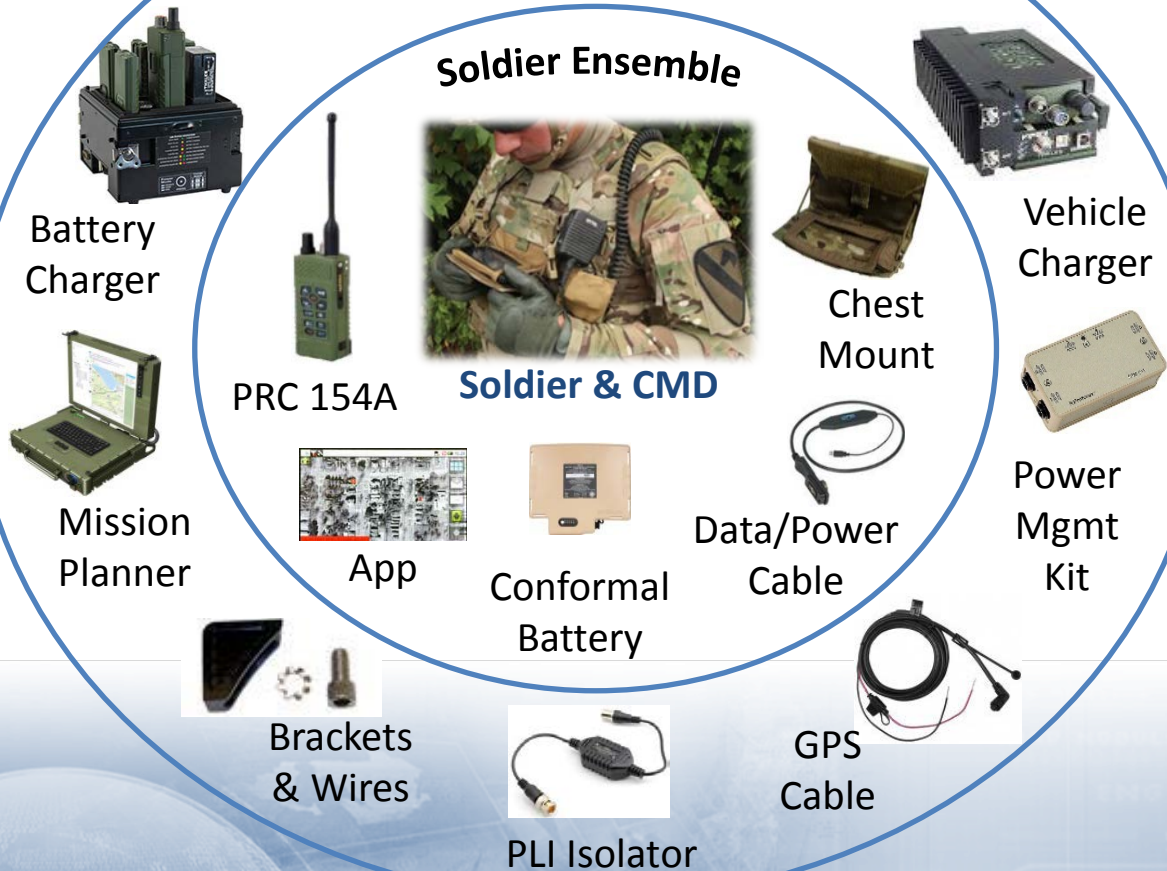 Soldier Ensemble
Battery
Charger
Vehicle
Charger
Chest
Mount
PRC 154A
Soldier & CMD
Mission
Planner
App
Conformal
Battery
Data/Power
Cable
Power
Mgmt
Kit
Brackets
& Wires
GPS
Cable
PLI Isolator